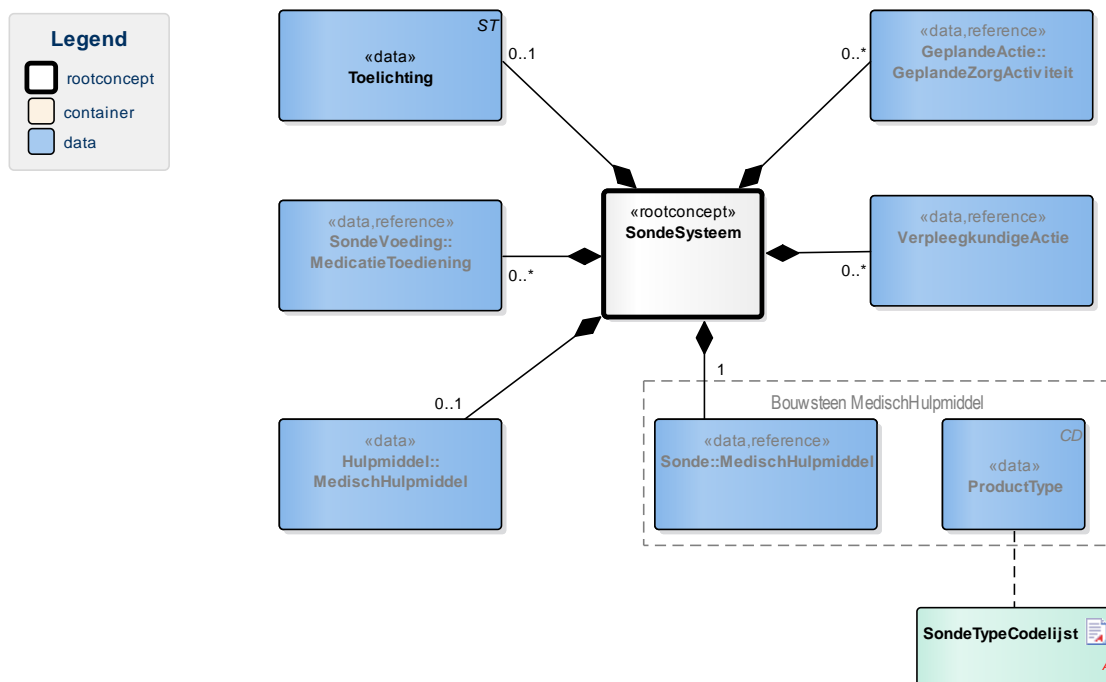 Legend
rootconcept
container
data
ST
«data»
Toelichting
0..1
«data,reference»
GeplandeActie::
GeplandeZorgActiviteit
0..*
«rootconcept»
SondeSysteem
«data,reference»
SondeVoeding::
MedicatieToediening
0..*
«data,reference»
VerpleegkundigeActie
0..*
0..1
1
Bouwsteen MedischHulpmiddel
«data»
Hulpmiddel::
MedischHulpmiddel
«data,reference»
Sonde::MedischHulpmiddel
CD
«data»
ProductType
SondeTypeCodelijst